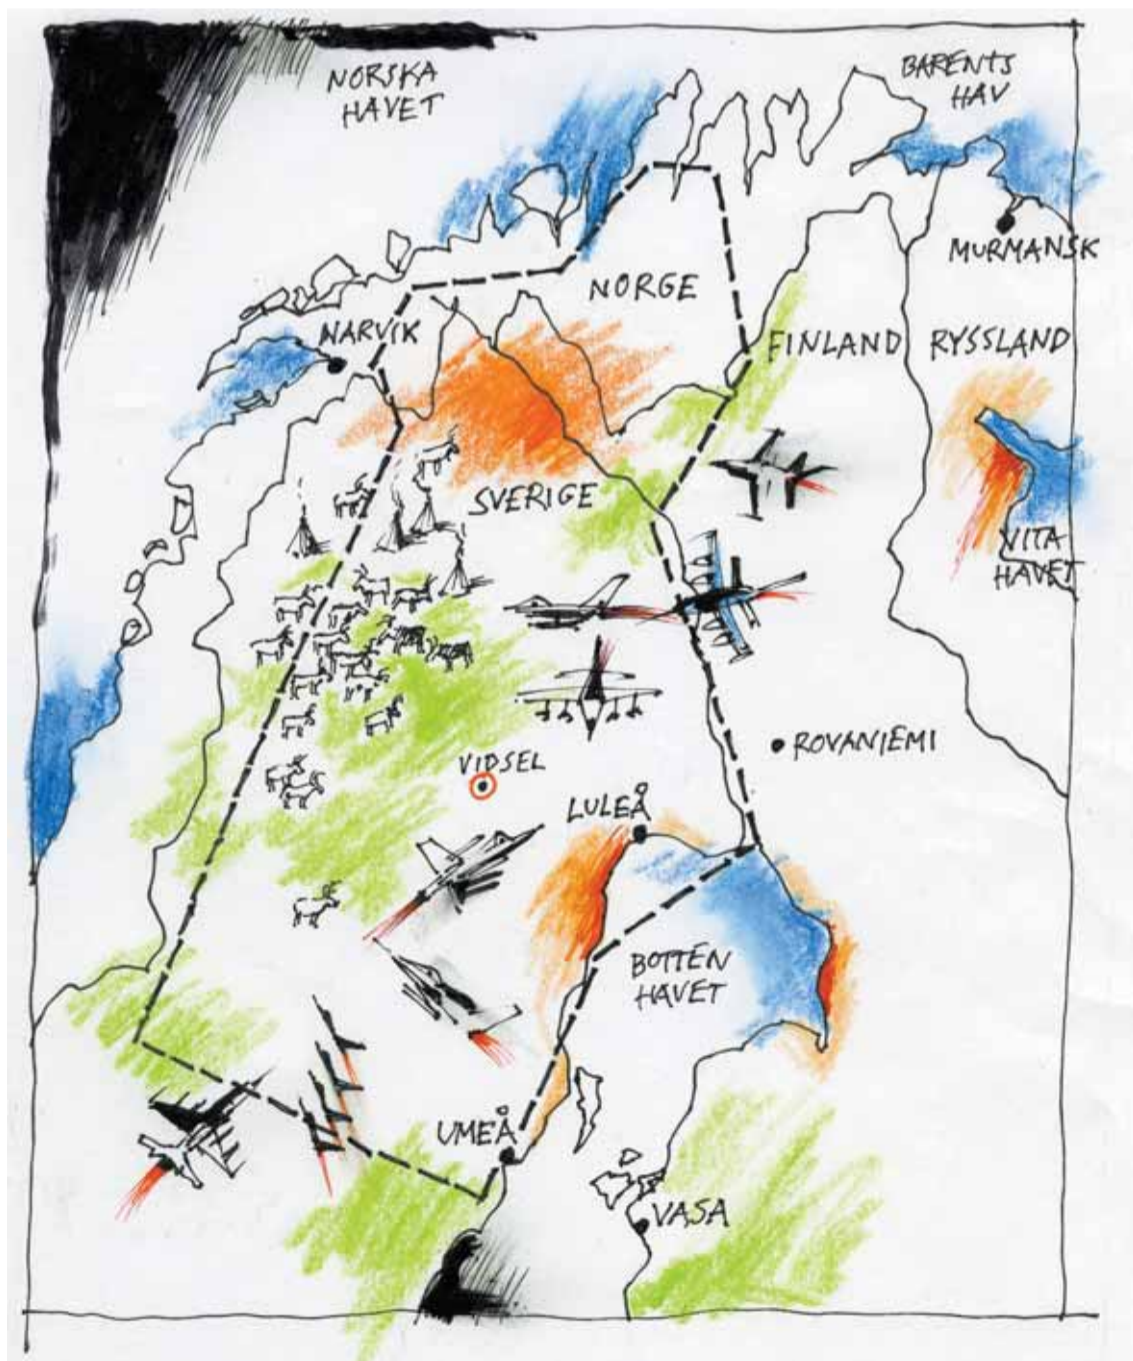 NORSKA
HAVET
BARENTS
HAV
MURMANSK
NORGE
NARVIK
FINLAND
RYSSLAND
SVERIGE
VITA
HAVET
ROVANIEMI
VIDSEL
LULEÅ
BOTTEN
HAVET
UMEÅ
VASA